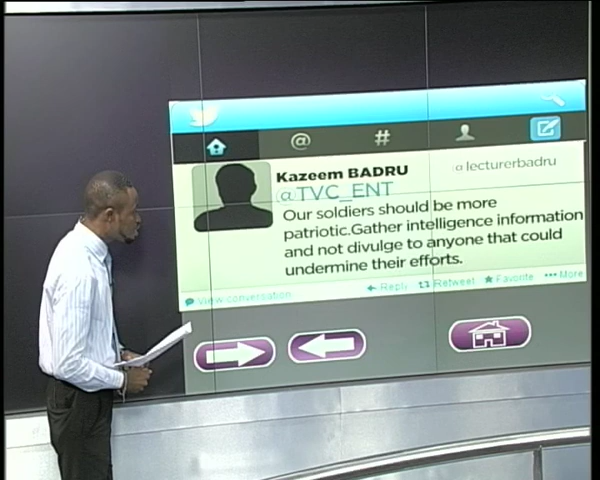 @ #
Kazeem BADRU @lecturerbadru
@TVC_ENT
Our soldiers should be more
patriotic.Gather intelligence information
and not divulge to anyone that could
undermine their efforts.
View conversation Reply Retweet Favorite More